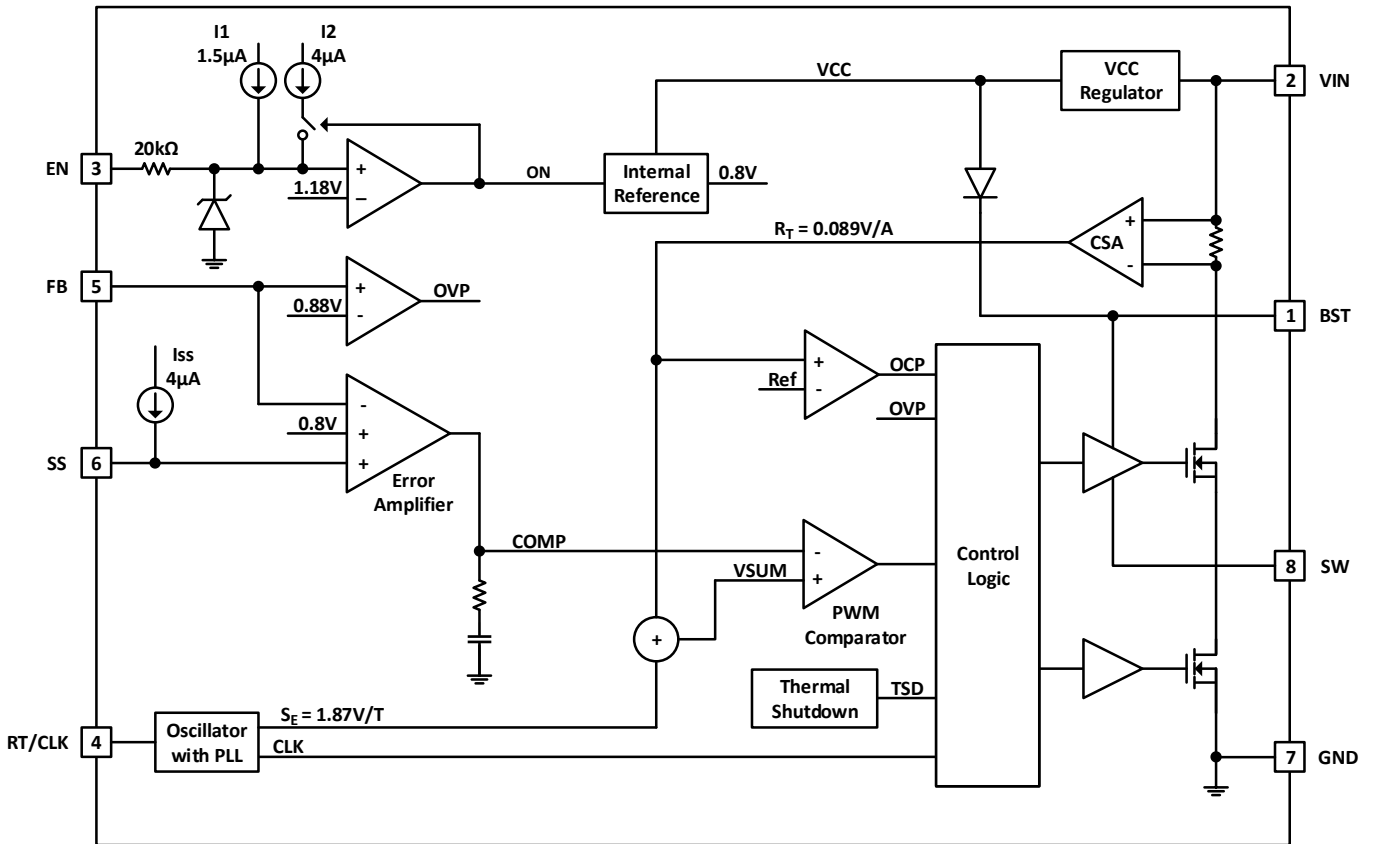 I1
1.5µA
I2
4µA
VCC
VCC
Regulator
2
VIN
EN
3
20kΩ
+
1.18V
−
ON
Internal
Reference
0.8V
R_T = 0.089V/A
CSA
+
-
FB
5
+
0.88V
-
OVP
1
BST
Iss
4µA
-
0.8V
+
+
SS
6
Error
Amplifier
+
Ref
-
OCP
OVP
COMP
-
VSUM
+
PWM
Comparator
Control
Logic
8
SW
+
Thermal
Shutdown
TSD
RT/CLK
4
Oscillator
with PLL
S_E = 1.87V/T
CLK
7
GND